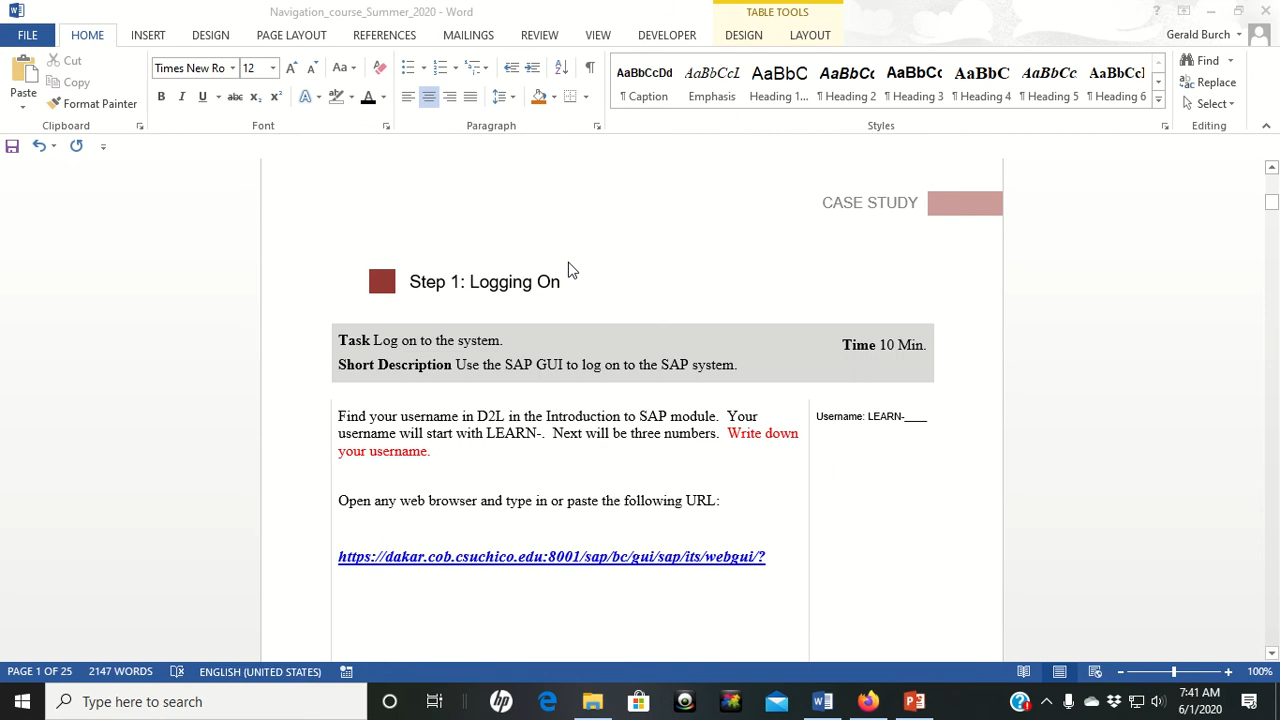 Navigation_course_Summer_2020 - Word
TABLE TOOLS
FILE HOME INSERT DESIGN PAGE LAYOUT REFERENCES MAILINGS REVIEW VIEW DEVELOPER DESIGN LAYOUT Gerald Burch
Paste
Cut
Copy
Format Painter
Times New Ro 12
Aa
B I U abc X₂ X² A A
AaBbCcDd AaBbCcL AaBbC AaBbCc AaBbCc AaBbC AaBbCc AaBbCc
¶ Caption Emphasis Heading 1... ¶ Heading 2 ¶ Heading 3 ¶ Heading 4 ¶ Heading 5 ¶ Heading 6
Find
Replace
Select
Clipboard Font Paragraph Styles Editing
CASE STUDY
Step 1: Logging On
Task Log on to the system.
Time 10 Min.
Short Description Use the SAP GUI to log on to the SAP system.
Find your username in D2L in the Introduction to SAP module. Your
username will start with LEARN-. Next will be three numbers. Write down
your username.
Username: LEARN-____
Open any web browser and type in or paste the following URL:
https://dakar.cob.csuchico.edu:8001/sap/bc/gui/sap/its/webgui/?
PAGE 1 OF 25 2147 WORDS ENGLISH (UNITED STATES) 100%
Type here to search
7:41 AM
6/1/2020